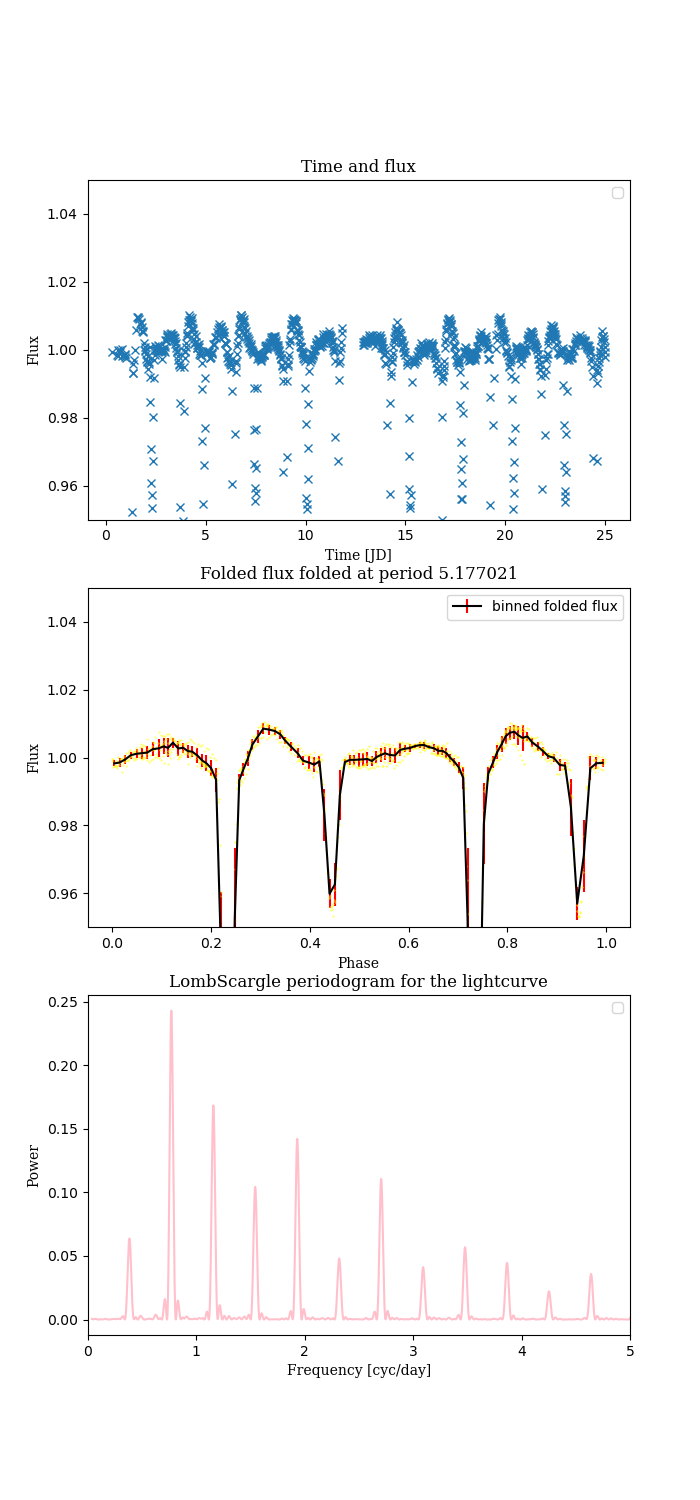 Time and flux
1.04
1.02
1.00
0.98
0.96
Flux
0 5 10 15 20 25
Time [JD]
Folded flux folded at period 5.177021
binned folded flux
1.04
1.02
1.00
0.98
0.96
Flux
0.0 0.2 0.4 0.6 0.8 1.0
Phase
LombScargle periodogram for the lightcurve
0.25
0.20
0.15
0.10
0.05
0.00
Power
0 1 2 3 4 5
Frequency [cyc/day]